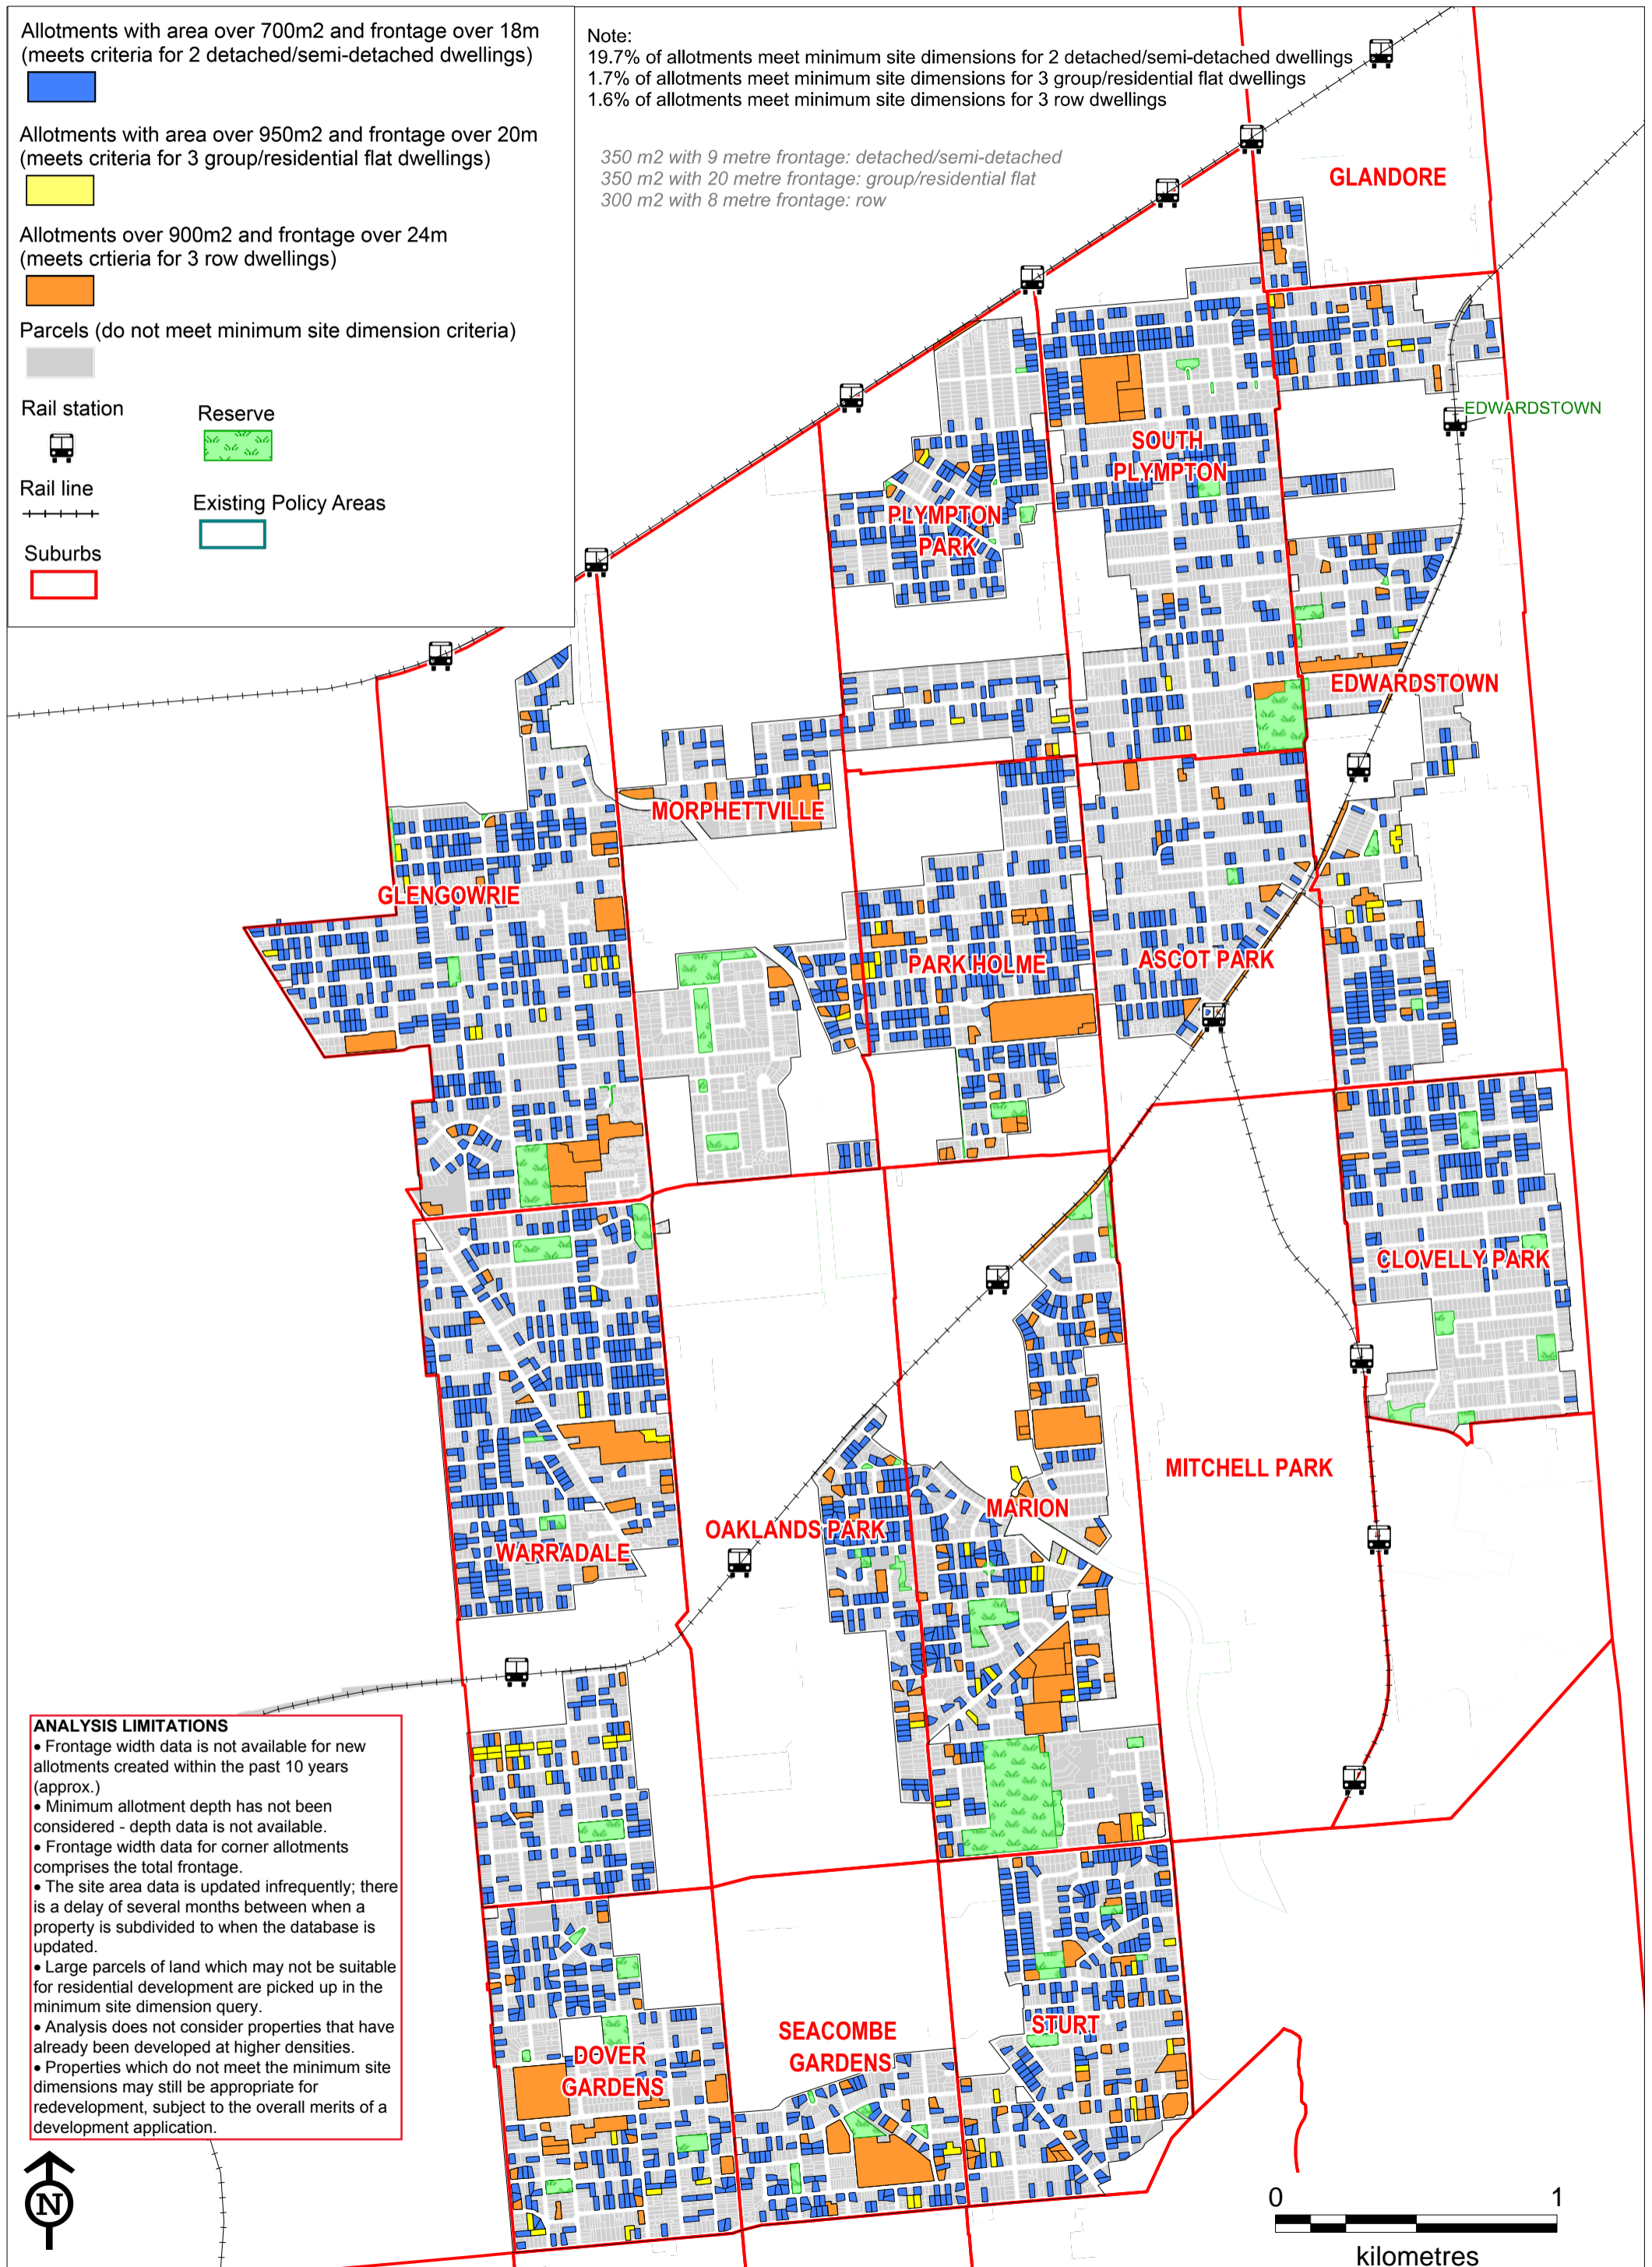 Allotments with area over 700m2 and frontage over 18m
(meets criteria for 2 detached/semi-detached dwellings)
Allotments with area over 950m2 and frontage over 20m
(meets criteria for 3 group/residential flat dwellings)
Allotments over 900m2 and frontage over 24m
(meets crtieria for 3 row dwellings)
Parcels (do not meet minimum site dimension criteria)
Rail station
Reserve
Rail line
Existing Policy Areas
Suburbs
Note:
19.7% of allotments meet minimum site dimensions for 2 detached/semi-detached dwellings
1.7% of allotments meet minimum site dimensions for 3 group/residential flat dwellings
1.6% of allotments meet minimum site dimensions for 3 row dwellings
350 m2 with 9 metre frontage: detached/semi-detached
350 m2 with 20 metre frontage: group/residential flat
300 m2 with 8 metre frontage: row
GLANDORE
EDWARDSTOWN
SOUTH
PLYMPTON
PLYMPTON
PARK
EDWARDSTOWN
MORPHETTVILLE
GLENGOWRIE
PARK HOLME
ASCOT PARK
CLOVELLY PARK
MITCHELL PARK
MARION
OAKLANDS PARK
WARRADALE
STURT
SEACOMBE
GARDENS
DOVER
GARDENS
ANALYSIS LIMITATIONS
• Frontage width data is not available for new
allotments created within the past 10 years
(approx.)
• Minimum allotment depth has not been
considered - depth data is not available.
• Frontage width data for corner allotments
comprises the total frontage.
• The site area data is updated infrequently; there
is a delay of several months between when a
property is subdivided to when the database is
updated.
• Large parcels of land which may not be suitable
for residential development are picked up in the
minimum site dimension query.
• Analysis does not consider properties that have
already been developed at higher densities.
• Properties which do not meet the minimum site
dimensions may still be appropriate for
redevelopment, subject to the overall merits of a
development application.
N
0 1
kilometres